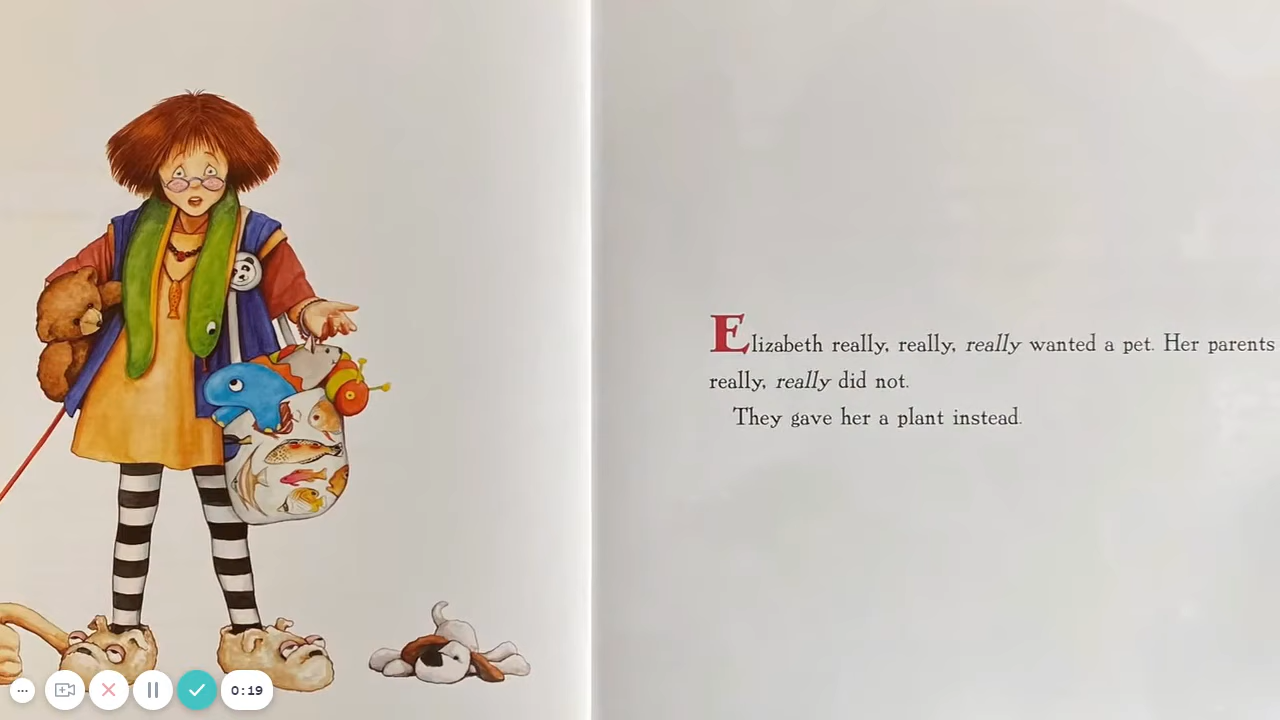 Elizabeth really, really, really wanted a pet. Her parents
really, really did not.
They gave her a plant instead.
0:19